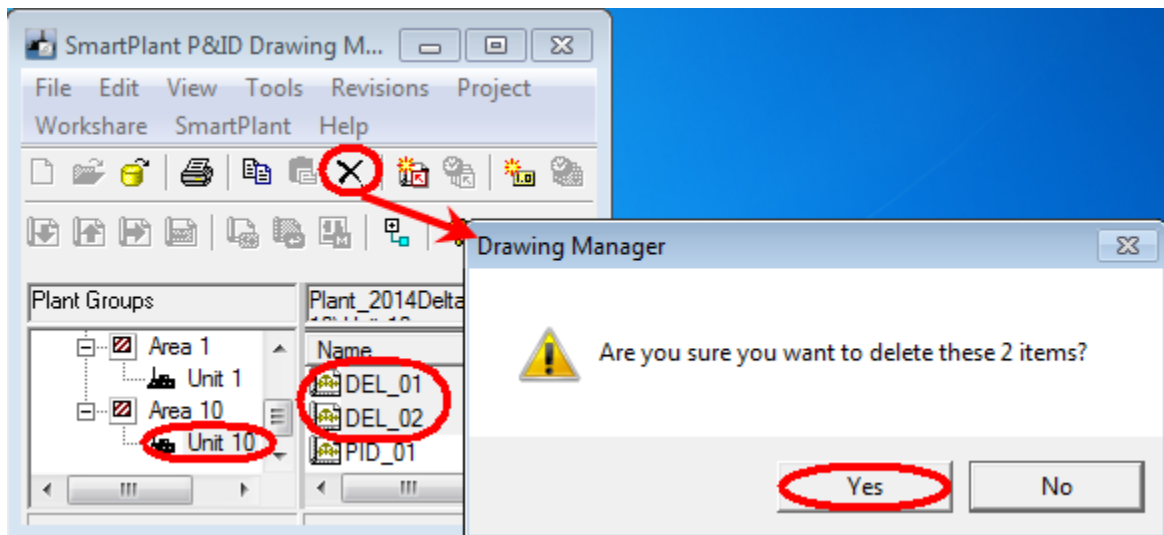 SmartPlant P&ID Drawing M...
File Edit View Tools Revisions Project
Workshare SmartPlant Help
Drawing Manager
Plant Groups
Plant_2014Delta
Area 1
Unit 1
Area 10
Unit 10
Name
DEL_01
DEL_02
PID_01
Are you sure you want to delete these 2 items?
Yes No